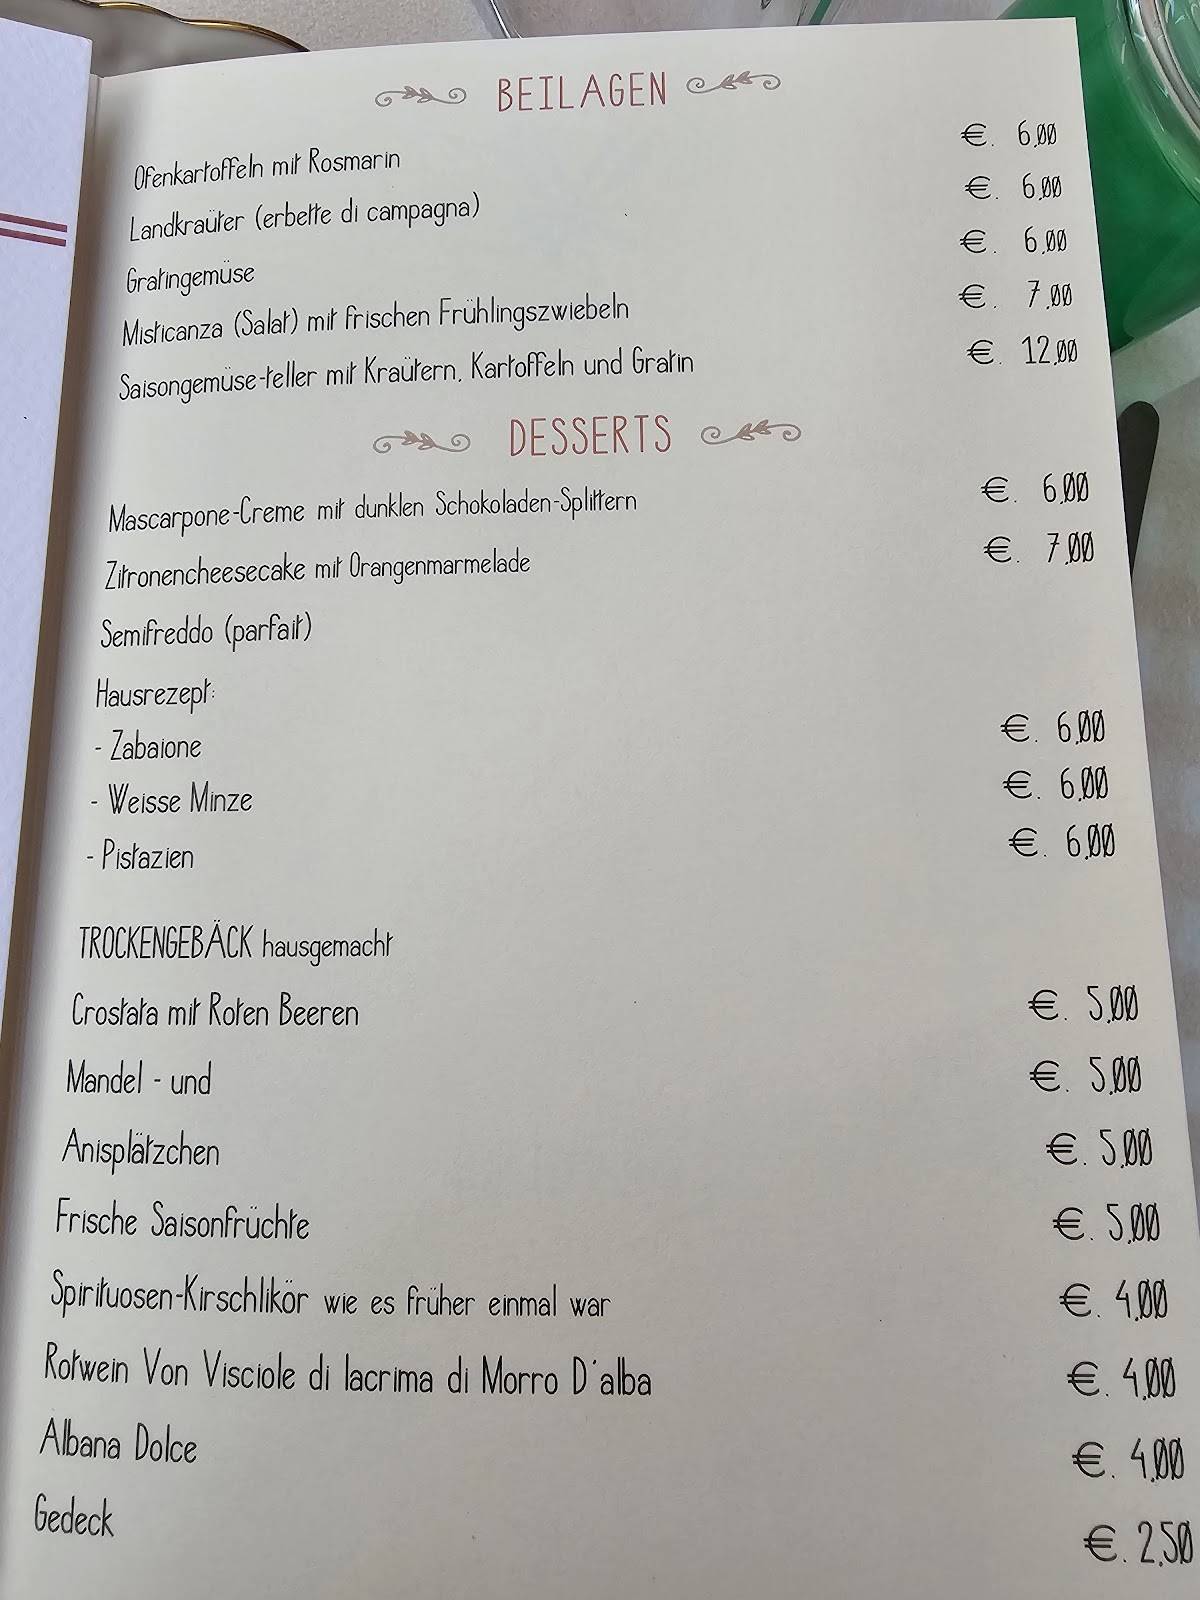 BEILAGEN
Ofenkartoffeln mit Rosmarin €. 6,00
Landkraüter (erbette di campagna) €. 6,00
Gratingemüse €. 6,00
Misticanza (Salat) mit frischen Frühlingszwiebeln €. 7,00
Saisongemüse-teller mit Kraütern, Kartoffeln und Gratin €. 12,00
DESSERTS
Mascarpone-Creme mit dunklen Schokoladen-Splittern €. 6,00
Zitronencheesecake mit Orangenmarmelade €. 7,00
Semifreddo (parfait)
Hausrezept:
- Zabaione €. 6,00
- Weisse Minze €. 6,00
- Pistazien €. 6,00
TROCKENGEBÄCK hausgemacht
Crostata mit Roten Beeren €. 5,00
Mandel - und €. 5,00
Anisplätzchen €. 5,00
Frische Saisonfrüchte €. 5,00
Spirituosen-Kirschlikör wie es früher einmal war €. 4,00
Rotwein Von Visciole di lacrima di Morro D'alba €. 4,00
Albana Dolce €. 4,00
Gedeck €. 2,50